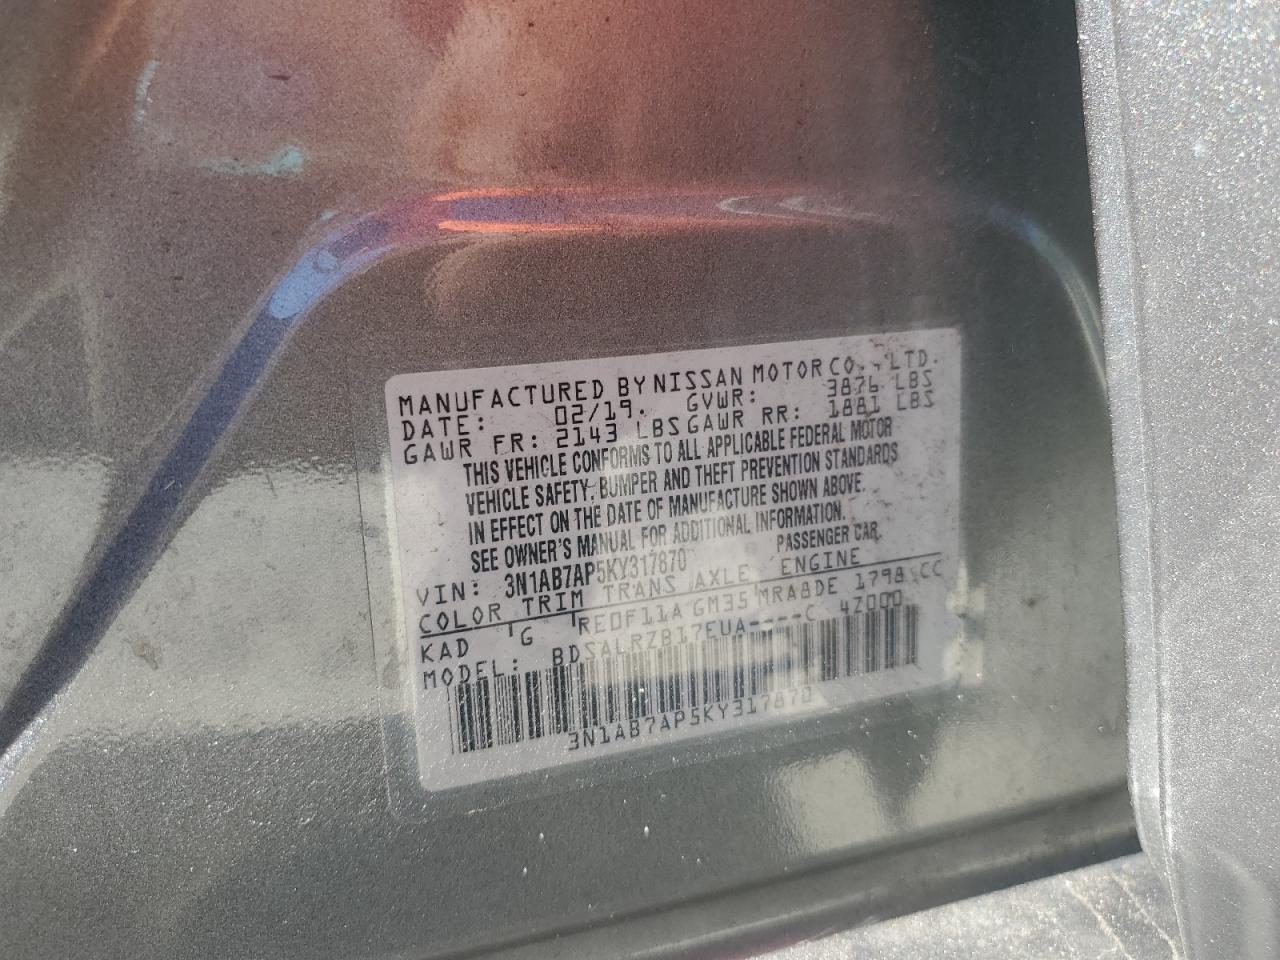 MANUFACTURED BY NISSAN MOTOR CO., LTD.
DATE: 02/19. GVWR: 3876 LBS
GAWR FR: 2143 LBS GAWR RR: 1881 LBS
THIS VEHICLE CONFORMS TO ALL APPLICABLE FEDERAL MOTOR
VEHICLE SAFETY, BUMPER AND THEFT PREVENTION STANDARDS
IN EFFECT ON THE DATE OF MANUFACTURE SHOWN ABOVE.
SEE OWNER'S MANUAL FOR ADDITIONAL INFORMATION.
VIN: 3N1AB7AP5KY317870 PASSENGER CAR.
COLOR TRIM TRANS AXLE ENGINE
KAD G RE0F11A GM35 MRA8DE 1798 CC
MODEL: BDSALRZB17EUA----C 4Z000
3N1AB7AP5KY317870